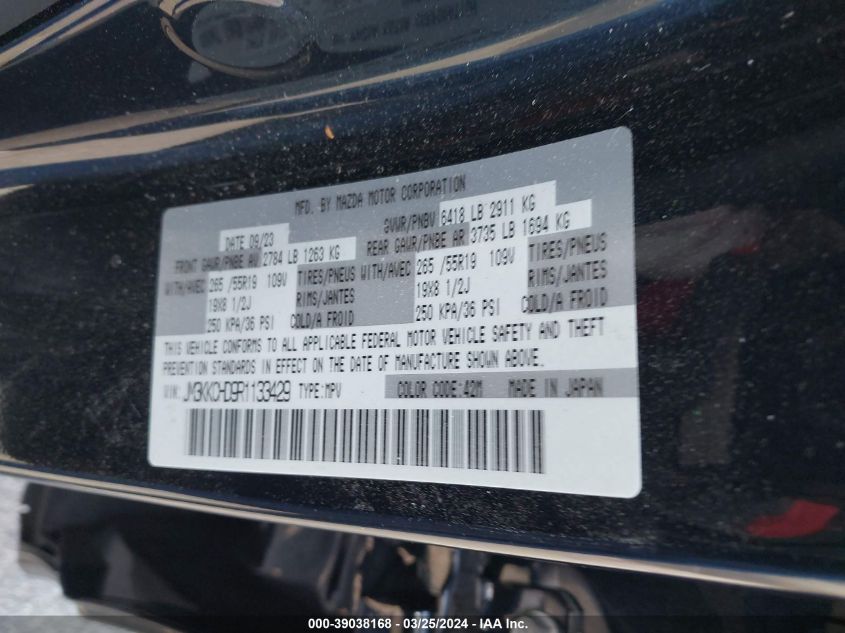 MFD. BY MAZDA MOTOR CORPORATION
DATE 09/23 GVWR/PNBV 6418 LB 2911 KG
FRONT GAWR/PNBE AV 2784 LB 1263 KG REAR GAWR/PNBE AR 3735 LB 1694 KG
WITH/AVEC 265 /55R19 109V TIRES/PNEUS WITH/AVEC 265 /55R19 109V TIRES/PNEUS
19X8 1/2J RIMS/JANTES 19X8 1/2J RIMS/JANTES
250 KPA/36 PSI COLD/A FROID 250 KPA/36 PSI COLD/A FROID
THIS VEHICLE CONFORMS TO ALL APPLICABLE FEDERAL MOTOR VEHICLE SAFETY AND THEFT
PREVENTION STANDARDS IN EFFECT ON THE DATE OF MANUFACTURE SHOWN ABOVE.
VIN: JM3KKCHD9R1133429 TYPE:MPV COLOR CODE:42M MADE IN JAPAN
000-39038168 - 03/25/2024 - IAA Inc.